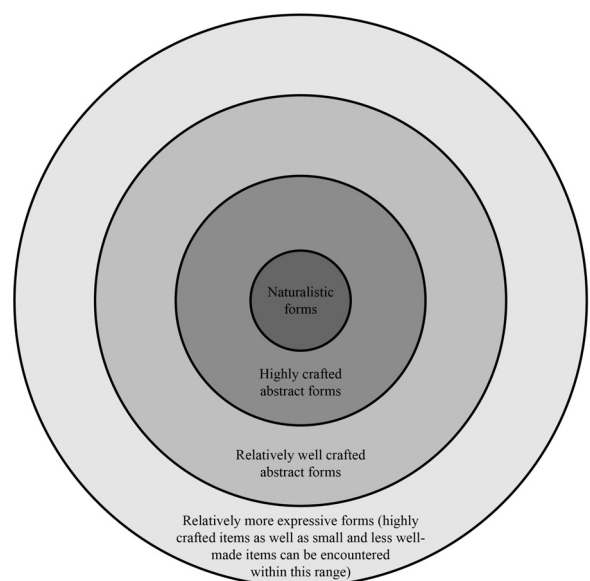 Naturalistic
forms
Highly crafted
abstract forms
Relatively well crafted
abstract forms
Relatively more expressive forms (highly
crafted items as well as small and less well-
made items can be encountered
within this range)